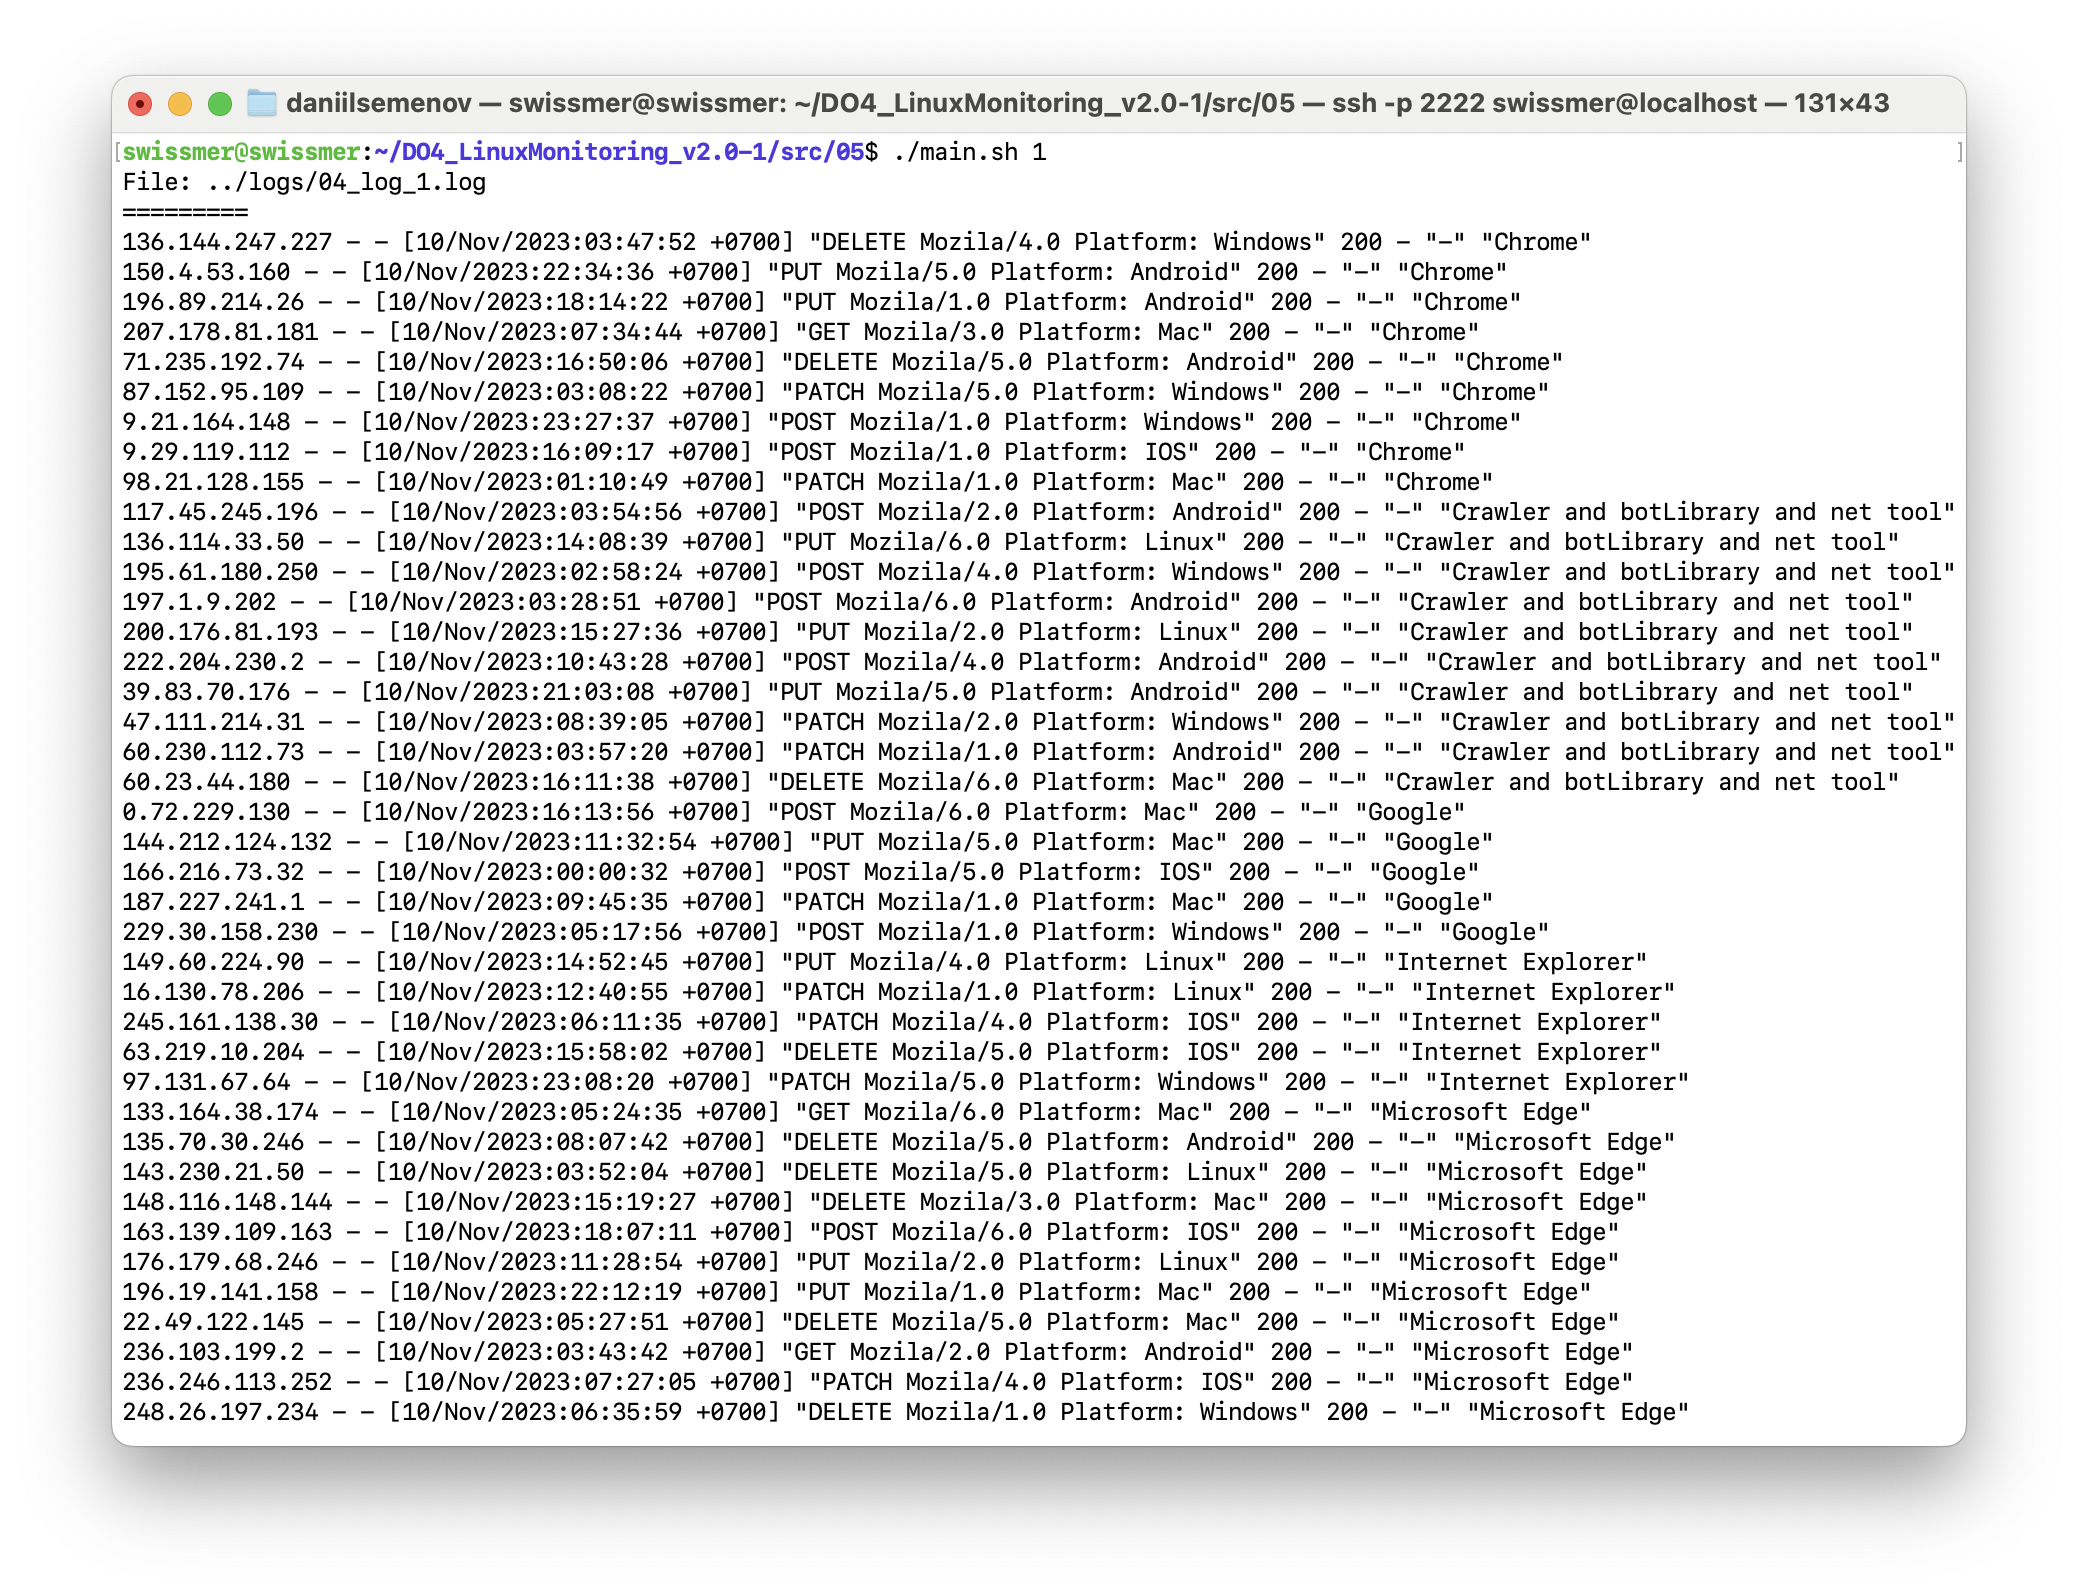 daniilsemenov — swissmer@swissmer: ~/DO4_LinuxMonitoring_v2.0-1/src/05 — ssh -p 2222 swissmer@localhost — 131×43
[swissmer@swissmer:~/DO4_LinuxMonitoring_v2.0-1/src/05$ ./main.sh 1 ]
File: ../logs/04_log_1.log
=========
136.144.247.227 - - [10/Nov/2023:03:47:52 +0700] "DELETE Mozila/4.0 Platform: Windows" 200 - "-" "Chrome"
150.4.53.160 - - [10/Nov/2023:22:34:36 +0700] "PUT Mozila/5.0 Platform: Android" 200 - "-" "Chrome"
196.89.214.26 - - [10/Nov/2023:18:14:22 +0700] "PUT Mozila/1.0 Platform: Android" 200 - "-" "Chrome"
207.178.81.181 - - [10/Nov/2023:07:34:44 +0700] "GET Mozila/3.0 Platform: Mac" 200 - "-" "Chrome"
71.235.192.74 - - [10/Nov/2023:16:50:06 +0700] "DELETE Mozila/5.0 Platform: Android" 200 - "-" "Chrome"
87.152.95.109 - - [10/Nov/2023:03:08:22 +0700] "PATCH Mozila/5.0 Platform: Windows" 200 - "-" "Chrome"
9.21.164.148 - - [10/Nov/2023:23:27:37 +0700] "POST Mozila/1.0 Platform: Windows" 200 - "-" "Chrome"
9.29.119.112 - - [10/Nov/2023:16:09:17 +0700] "POST Mozila/1.0 Platform: IOS" 200 - "-" "Chrome"
98.21.128.155 - - [10/Nov/2023:01:10:49 +0700] "PATCH Mozila/1.0 Platform: Mac" 200 - "-" "Chrome"
117.45.245.196 - - [10/Nov/2023:03:54:56 +0700] "POST Mozila/2.0 Platform: Android" 200 - "-" "Crawler and botLibrary and net tool"
136.114.33.50 - - [10/Nov/2023:14:08:39 +0700] "PUT Mozila/6.0 Platform: Linux" 200 - "-" "Crawler and botLibrary and net tool"
195.61.180.250 - - [10/Nov/2023:02:58:24 +0700] "POST Mozila/4.0 Platform: Windows" 200 - "-" "Crawler and botLibrary and net tool"
197.1.9.202 - - [10/Nov/2023:03:28:51 +0700] "POST Mozila/6.0 Platform: Android" 200 - "-" "Crawler and botLibrary and net tool"
200.176.81.193 - - [10/Nov/2023:15:27:36 +0700] "PUT Mozila/2.0 Platform: Linux" 200 - "-" "Crawler and botLibrary and net tool"
222.204.230.2 - - [10/Nov/2023:10:43:28 +0700] "POST Mozila/4.0 Platform: Android" 200 - "-" "Crawler and botLibrary and net tool"
39.83.70.176 - - [10/Nov/2023:21:03:08 +0700] "PUT Mozila/5.0 Platform: Android" 200 - "-" "Crawler and botLibrary and net tool"
47.111.214.31 - - [10/Nov/2023:08:39:05 +0700] "PATCH Mozila/2.0 Platform: Windows" 200 - "-" "Crawler and botLibrary and net tool"
60.230.112.73 - - [10/Nov/2023:03:57:20 +0700] "PATCH Mozila/1.0 Platform: Android" 200 - "-" "Crawler and botLibrary and net tool"
60.23.44.180 - - [10/Nov/2023:16:11:38 +0700] "DELETE Mozila/6.0 Platform: Mac" 200 - "-" "Crawler and botLibrary and net tool"
0.72.229.130 - - [10/Nov/2023:16:13:56 +0700] "POST Mozila/6.0 Platform: Mac" 200 - "-" "Google"
144.212.124.132 - - [10/Nov/2023:11:32:54 +0700] "PUT Mozila/5.0 Platform: Mac" 200 - "-" "Google"
166.216.73.32 - - [10/Nov/2023:00:00:32 +0700] "POST Mozila/5.0 Platform: IOS" 200 - "-" "Google"
187.227.241.1 - - [10/Nov/2023:09:45:35 +0700] "PATCH Mozila/1.0 Platform: Mac" 200 - "-" "Google"
229.30.158.230 - - [10/Nov/2023:05:17:56 +0700] "POST Mozila/1.0 Platform: Windows" 200 - "-" "Google"
149.60.224.90 - - [10/Nov/2023:14:52:45 +0700] "PUT Mozila/4.0 Platform: Linux" 200 - "-" "Internet Explorer"
16.130.78.206 - - [10/Nov/2023:12:40:55 +0700] "PATCH Mozila/1.0 Platform: Linux" 200 - "-" "Internet Explorer"
245.161.138.30 - - [10/Nov/2023:06:11:35 +0700] "PATCH Mozila/4.0 Platform: IOS" 200 - "-" "Internet Explorer"
63.219.10.204 - - [10/Nov/2023:15:58:02 +0700] "DELETE Mozila/5.0 Platform: IOS" 200 - "-" "Internet Explorer"
97.131.67.64 - - [10/Nov/2023:23:08:20 +0700] "PATCH Mozila/5.0 Platform: Windows" 200 - "-" "Internet Explorer"
133.164.38.174 - - [10/Nov/2023:05:24:35 +0700] "GET Mozila/6.0 Platform: Mac" 200 - "-" "Microsoft Edge"
135.70.30.246 - - [10/Nov/2023:08:07:42 +0700] "DELETE Mozila/5.0 Platform: Android" 200 - "-" "Microsoft Edge"
143.230.21.50 - - [10/Nov/2023:03:52:04 +0700] "DELETE Mozila/5.0 Platform: Linux" 200 - "-" "Microsoft Edge"
148.116.148.144 - - [10/Nov/2023:15:19:27 +0700] "DELETE Mozila/3.0 Platform: Mac" 200 - "-" "Microsoft Edge"
163.139.109.163 - - [10/Nov/2023:18:07:11 +0700] "POST Mozila/6.0 Platform: IOS" 200 - "-" "Microsoft Edge"
176.179.68.246 - - [10/Nov/2023:11:28:54 +0700] "PUT Mozila/2.0 Platform: Linux" 200 - "-" "Microsoft Edge"
196.19.141.158 - - [10/Nov/2023:22:12:19 +0700] "PUT Mozila/1.0 Platform: Mac" 200 - "-" "Microsoft Edge"
22.49.122.145 - - [10/Nov/2023:05:27:51 +0700] "DELETE Mozila/5.0 Platform: Mac" 200 - "-" "Microsoft Edge"
236.103.199.2 - - [10/Nov/2023:03:43:42 +0700] "GET Mozila/2.0 Platform: Android" 200 - "-" "Microsoft Edge"
236.246.113.252 - - [10/Nov/2023:07:27:05 +0700] "PATCH Mozila/4.0 Platform: IOS" 200 - "-" "Microsoft Edge"
248.26.197.234 - - [10/Nov/2023:06:35:59 +0700] "DELETE Mozila/1.0 Platform: Windows" 200 - "-" "Microsoft Edge"